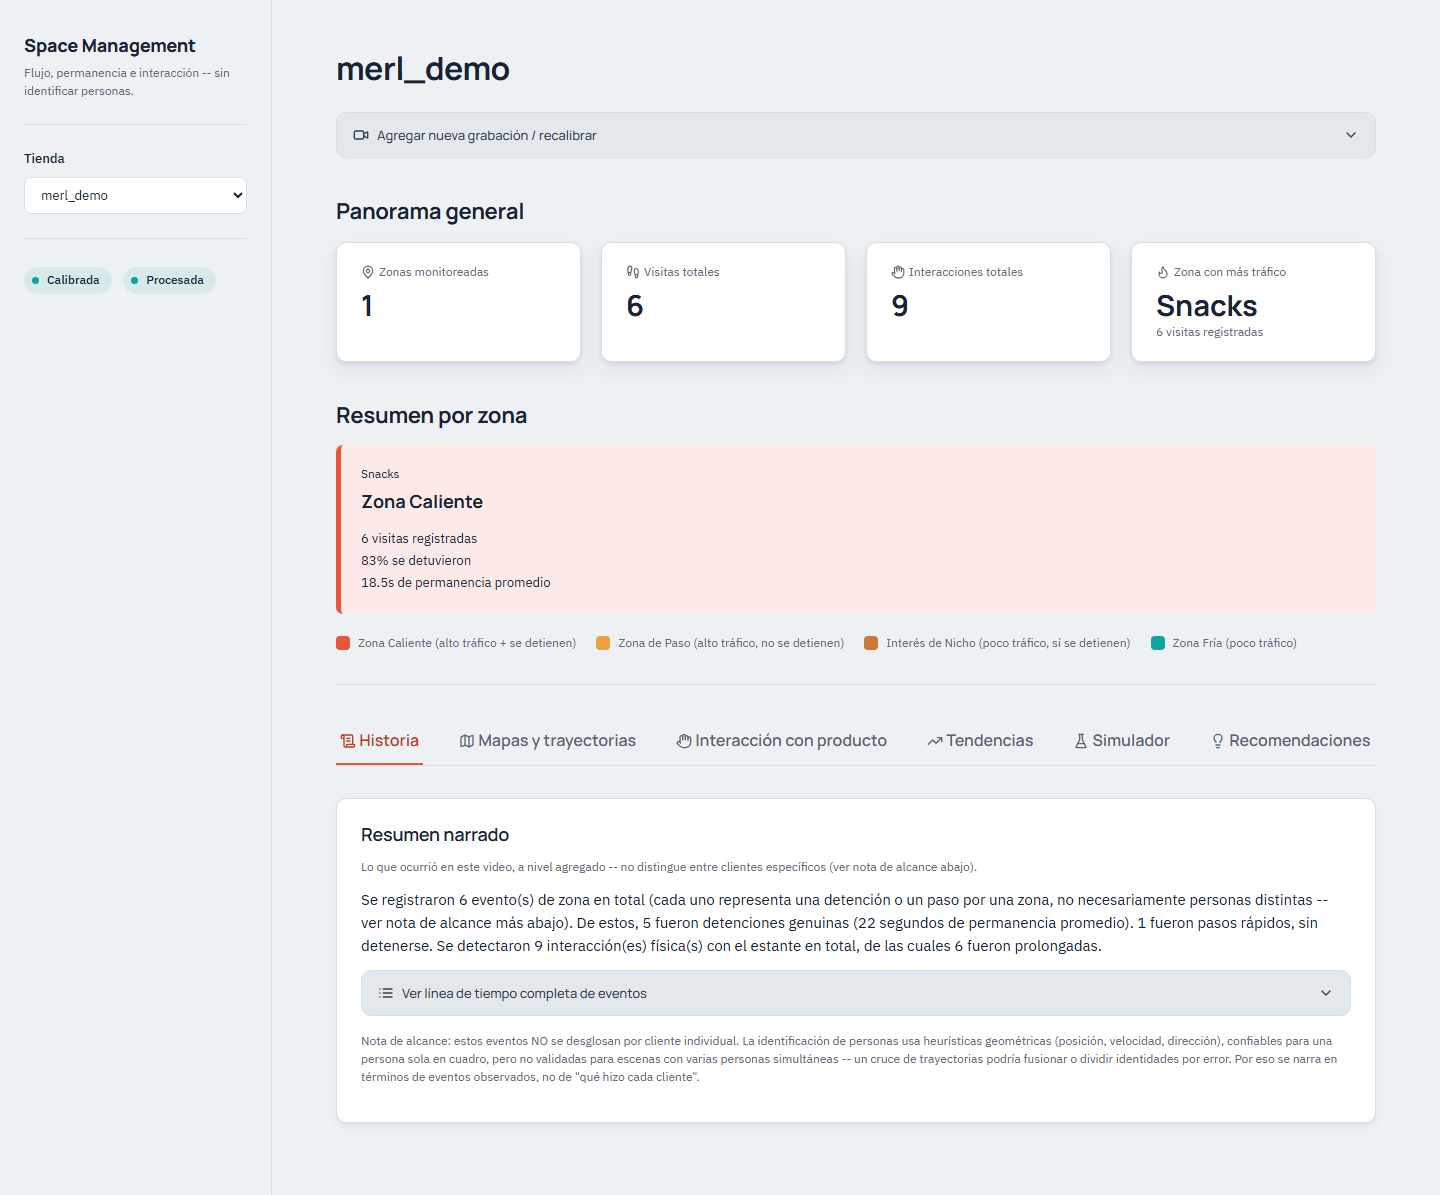 Space Management
Flujo, permanencia e interacción -- sin
identificar personas.
Tienda
merl_demo
Calibrada
Procesada
merl_demo
Agregar nueva grabación / recalibrar
Panorama general
Zonas monitoreadas
1
Visitas totales
6
Interacciones totales
9
Zona con más tráfico
Snacks
6 visitas registradas
Resumen por zona
Snacks
Zona Caliente
6 visitas registradas
83% se detuvieron
18.5s de permanencia promedio
Zona Caliente (alto tráfico + se detienen)
Zona de Paso (alto tráfico, no se detienen)
Interés de Nicho (poco tráfico, sí se detienen)
Zona Fría (poco tráfico)
Historia
Mapas y trayectorias
Interacción con producto
Tendencias
Simulador
Recomendaciones
Resumen narrado
Lo que ocurrió en este video, a nivel agregado -- no distingue entre clientes específicos (ver nota de alcance abajo).
Se registraron 6 evento(s) de zona en total (cada uno representa una detención o un paso por una zona, no necesariamente personas distintas --
ver nota de alcance más abajo). De estos, 5 fueron detenciones genuinas (22 segundos de permanencia promedio). 1 fueron pasos rápidos, sin
detenerse. Se detectaron 9 interacción(es) física(s) con el estante en total, de las cuales 6 fueron prolongadas.
Ver línea de tiempo completa de eventos
Nota de alcance: estos eventos NO se desglosan por cliente individual. La identificación de personas usa heurísticas geométricas (posición, velocidad, dirección), confiables para una
persona sola en cuadro, pero no validadas para escenas con varias personas simultáneas -- un cruce de trayectorias podría fusionar o dividir identidades por error. Por eso se narra en
términos de eventos observados, no de "qué hizo cada cliente".